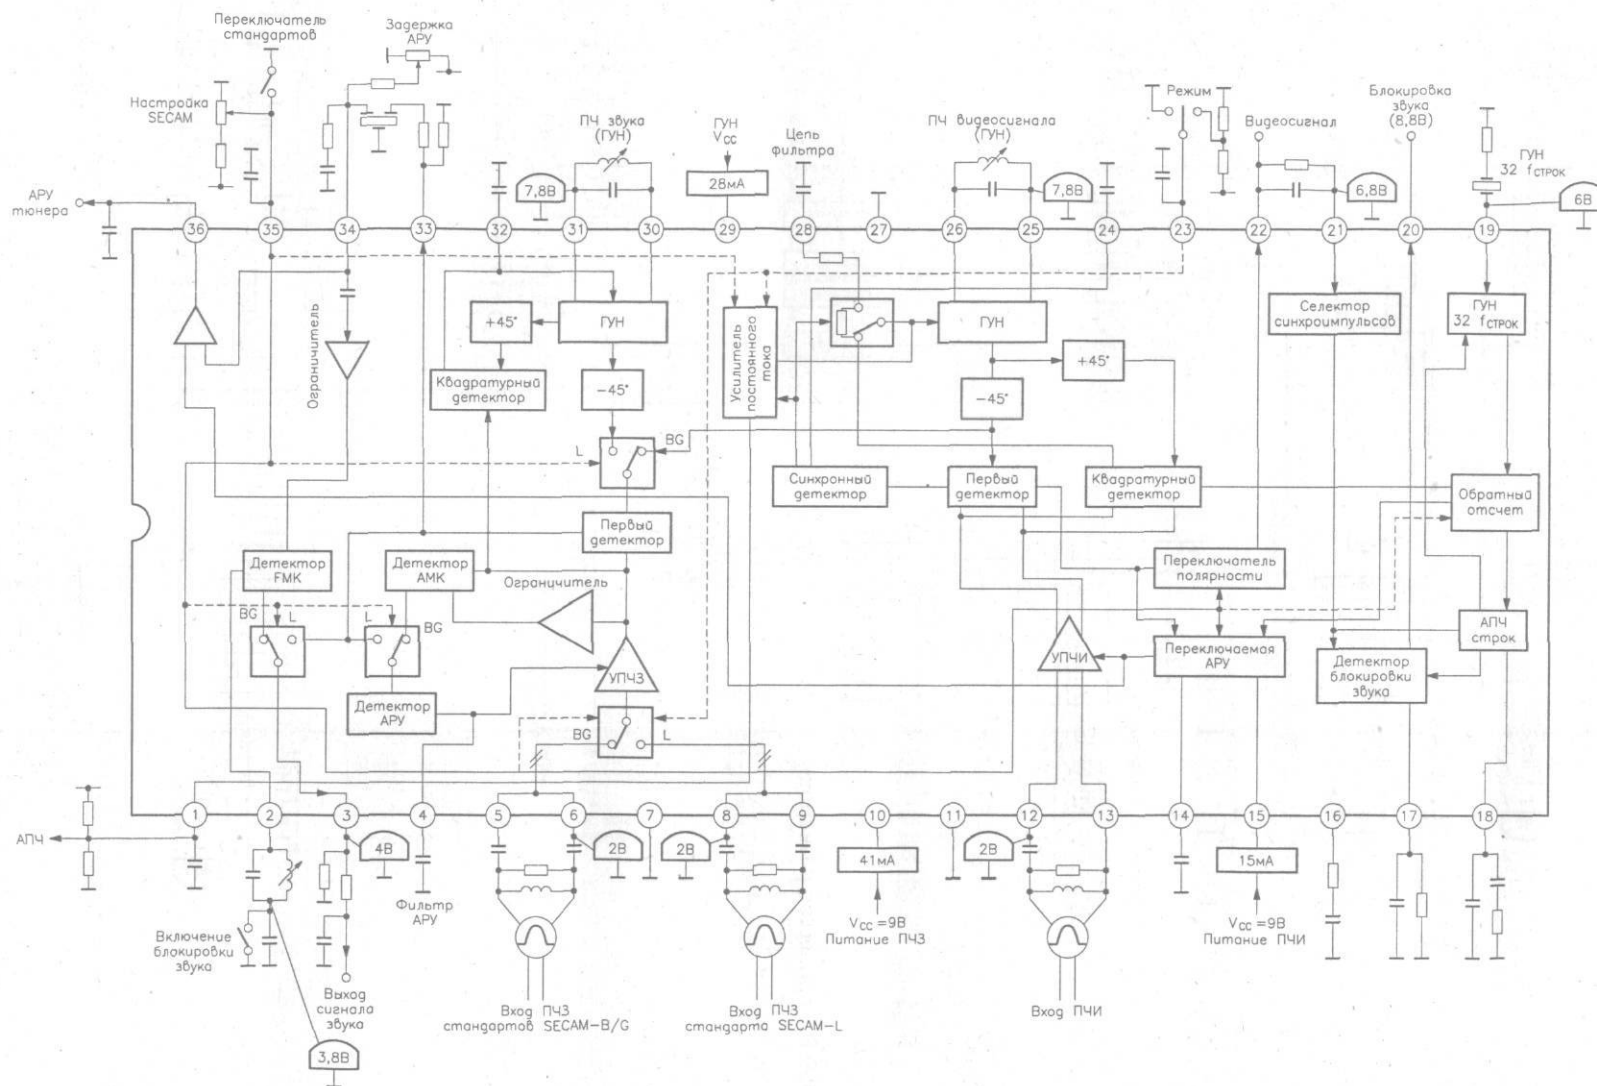 Переключатель
стандартов
Задержка
АРУ
Настройка
SECAM
ПЧ звука
(ГУН)
ГУН
VCC
Цепь
фильтра
ПЧ видеосигнала
(ГУН)
Режим
Видеосигнал
Блокировка
звука
(8,8В)
ГУН
32 fСТРОК
АРУ
тюнера
7,8В
28мА
7,8В
6,8В
6В
36
35
34
33
32
31
30
29
28
27
26
25
24
23
22
21
20
19
Ограничитель
+45°
ГУН
Квадратурный
детектор
−45°
Усилитель
постоянного
тока
ГУН
+45°
−45°
Селектор
синхроимпульсов
ГУН
32 fСТРОК
L
BG
Синхронный
детектор
Первый
детектор
Квадратурный
детектор
Обратный
отсчет
Первый
детектор
Детектор
FMK
Детектор
АМК
Ограничитель
Переключатель
полярности
BG
L
BG
УПЧЗ
УПЧИ
Переключаемая
АРУ
АПЧ
строк
Детектор
блокировки
звука
Детектор
АРУ
BG
L
1
2
3
4
5
6
7
8
9
10
11
12
13
14
15
16
17
18
АПЧ
4В
2В
2В
41мА
2В
15мА
Фильтр
АРУ
VCC=9В
Питание ПЧЗ
VCC=9В
Питание ПЧИ
Включение
блокировки
звука
Выход
сигнала
звука
3,8В
Вход ПЧЗ
стандартов SECAM−B/G
Вход ПЧЗ
стандарта SECAM−L
Вход ПЧИ